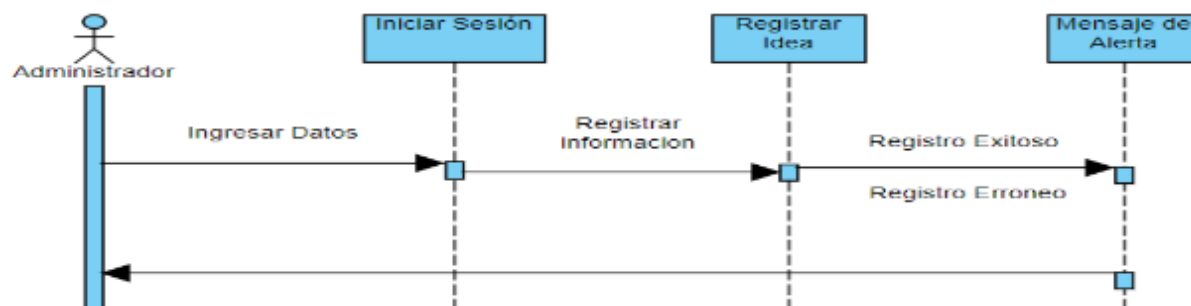 Administrador
Iniciar Sesión
Registrar
Idea
Mensaje de
Alerta
Ingresar Datos
Registrar
Informacion
Registro Exitoso
Registro Erroneo